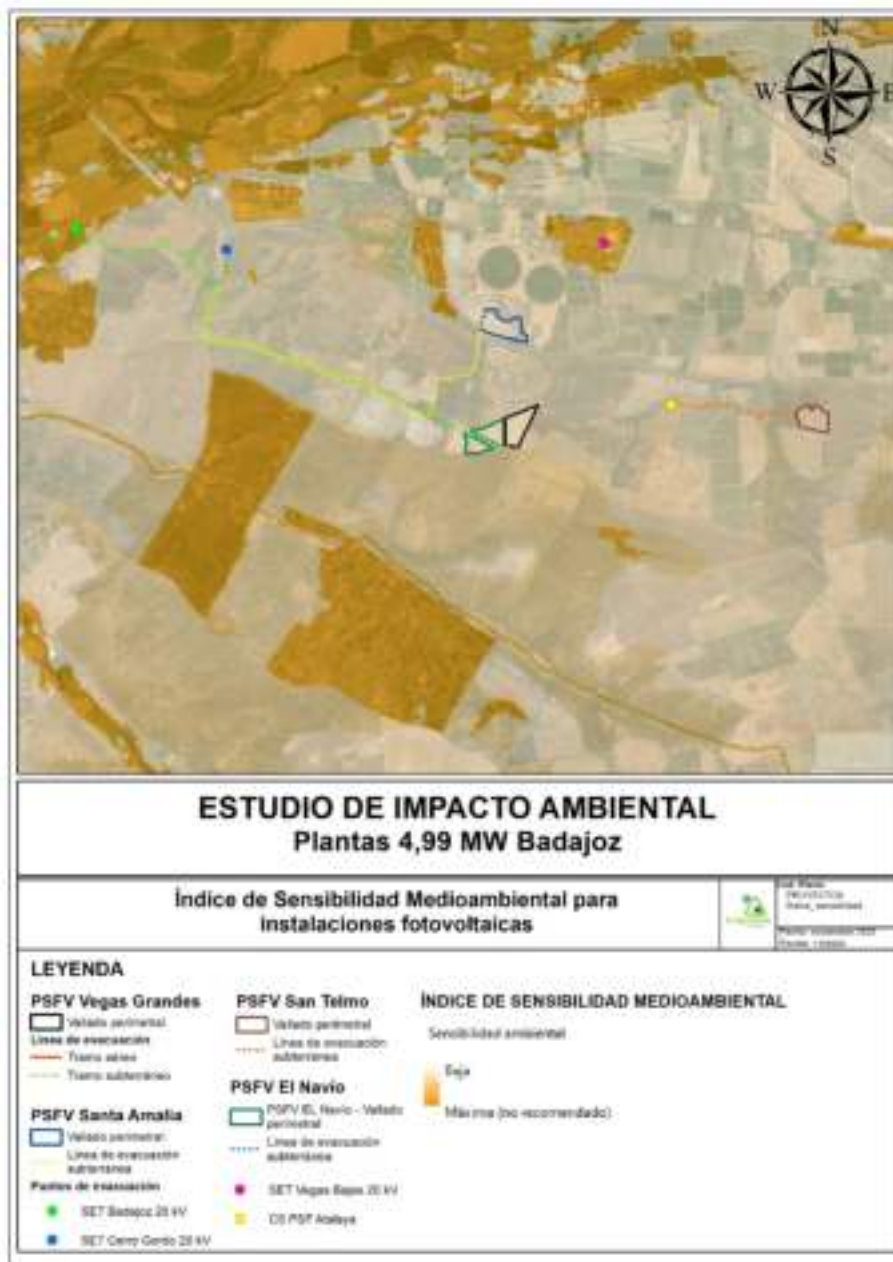 N
W E
S
ESTUDIO DE IMPACTO AMBIENTAL
Plantas 4,99 MW Badajoz
Índice de Sensibilidad Medioambiental para
instalaciones fotovoltaicas
LEYENDA
PSFV Vegas Grandes
Vallado perimetral
Línea de evacuación
Tramo aéreo
Tramo subterráneo
PSFV Santa Amalia
Vallado perimetral
Línea de evacuación
subterránea
Puntos de evacuación
SET Badajoz 20 kV
SET Cerro Gordo 20 kV
PSFV San Telmo
Vallado perimetral
Línea de evacuación
subterránea
PSFV El Navío
PSFV EL Navío - Vallado
perimetral
Línea de evacuación
subterránea
SET Vegas Bajas 20 kV
CS PSF Atalaya
ÍNDICE DE SENSIBILIDAD MEDIOAMBIENTAL
Sensibilidad ambiental
Baja
Máxima (no recomendado)